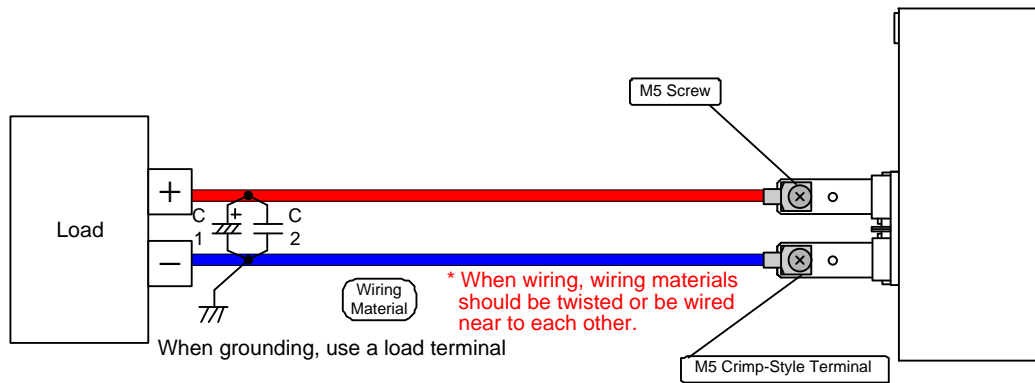 M5 Screw
Load
+
−
C
1
+
C
2
Wiring
Material
* When wiring, wiring materials
should be twisted or be wired
near to each other.
When grounding, use a load terminal
M5 Crimp-Style Terminal